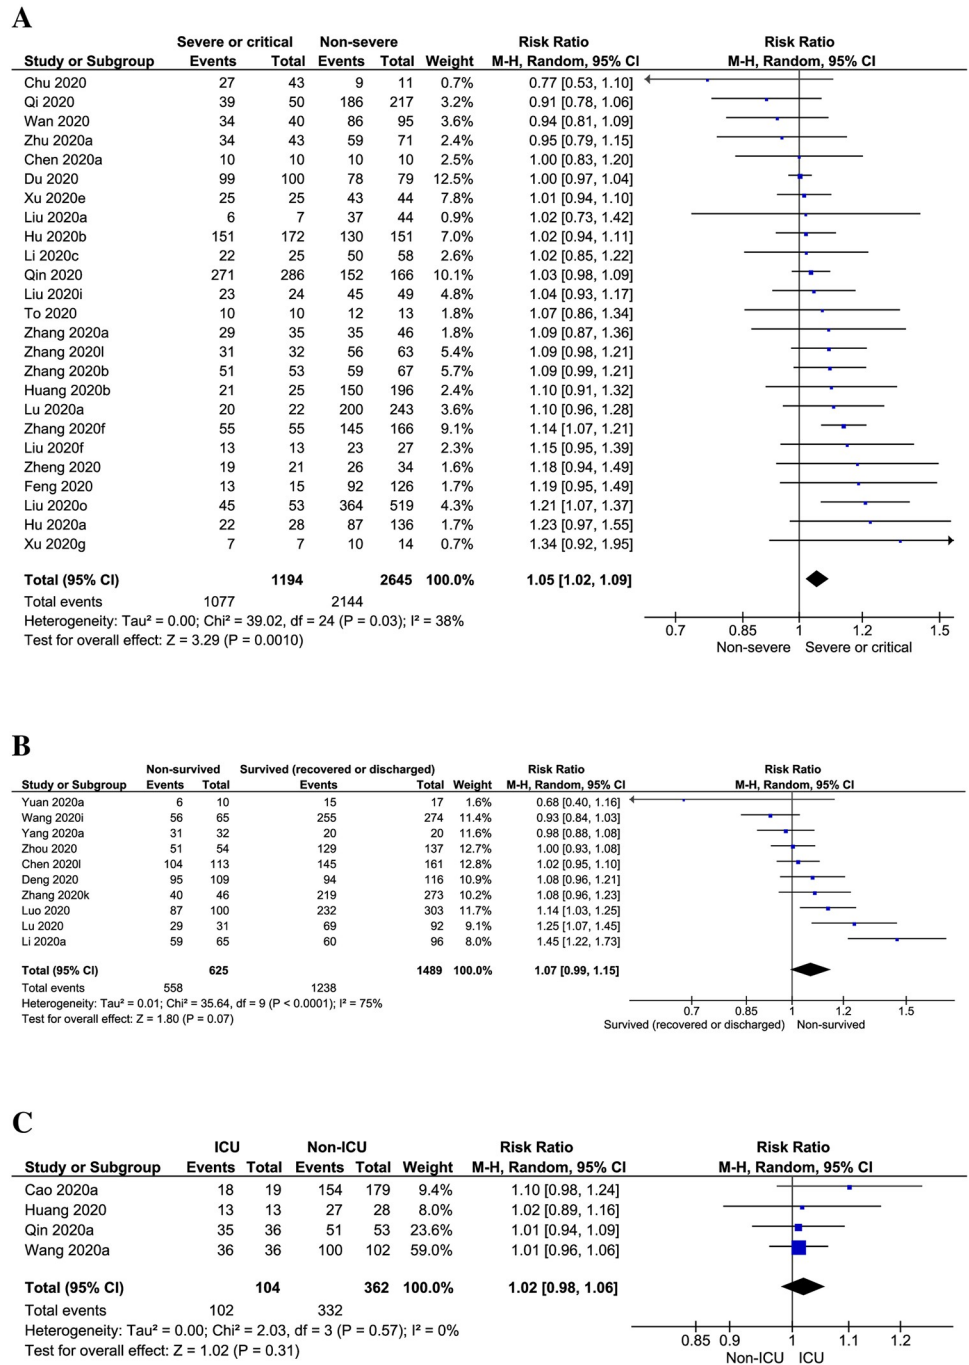 A
Severe or critical Non-severe Risk Ratio Risk Ratio
Study or Subgroup Events Total Events Total Weight M-H, Random, 95% CI M-H, Random, 95% CI
Chu 2020 27 43 9 11 0.7% 0.77 [0.53, 1.10]
Qi 2020 39 50 186 217 3.2% 0.91 [0.78, 1.06]
Wan 2020 34 40 86 95 3.6% 0.94 [0.81, 1.09]
Zhu 2020a 34 43 59 71 2.4% 0.95 [0.79, 1.15]
Chen 2020a 10 10 10 10 2.5% 1.00 [0.83, 1.20]
Du 2020 99 100 78 79 12.5% 1.00 [0.97, 1.04]
Xu 2020e 25 25 43 44 7.8% 1.01 [0.94, 1.10]
Liu 2020a 6 7 37 44 0.9% 1.02 [0.73, 1.42]
Hu 2020b 151 172 130 151 7.0% 1.02 [0.94, 1.11]
Li 2020c 22 25 50 58 2.6% 1.02 [0.85, 1.22]
Qin 2020 271 286 152 166 10.1% 1.03 [0.98, 1.09]
Liu 2020i 23 24 45 49 4.8% 1.04 [0.93, 1.17]
To 2020 10 10 12 13 1.8% 1.07 [0.86, 1.34]
Zhang 2020a 29 35 35 46 1.8% 1.09 [0.87, 1.36]
Zhang 2020l 31 32 56 63 5.4% 1.09 [0.98, 1.21]
Zhang 2020b 51 53 59 67 5.7% 1.09 [0.99, 1.21]
Huang 2020b 21 25 150 196 2.4% 1.10 [0.91, 1.32]
Lu 2020a 20 22 200 243 3.6% 1.10 [0.96, 1.28]
Zhang 2020f 55 55 145 166 9.1% 1.14 [1.07, 1.21]
Liu 2020f 13 13 23 27 2.3% 1.15 [0.95, 1.39]
Zheng 2020 19 21 26 34 1.6% 1.18 [0.94, 1.49]
Feng 2020 13 15 92 126 1.7% 1.19 [0.95, 1.49]
Liu 2020o 45 53 364 519 4.3% 1.21 [1.07, 1.37]
Hu 2020a 22 28 87 136 1.7% 1.23 [0.97, 1.55]
Xu 2020g 7 7 10 14 0.7% 1.34 [0.92, 1.95]
Total (95% CI) 1194 2645 100.0% 1.05 [1.02, 1.09]
Total events 1077 2144
Heterogeneity: Tau² = 0.00; Chi² = 39.02, df = 24 (P = 0.03); I² = 38%
Test for overall effect: Z = 3.29 (P = 0.0010)
0.7 0.85 1 1.2 1.5
Non-severe Severe or critical
B
Non-survived Survived (recovered or discharged) Risk Ratio Risk Ratio
Study or Subgroup Events Total Events Total Weight M-H, Random, 95% CI M-H, Random, 95% CI
Yuan 2020a 6 10 15 17 1.6% 0.68 [0.40, 1.16]
Wang 2020i 56 65 255 274 11.4% 0.93 [0.84, 1.03]
Yang 2020a 31 32 20 20 11.6% 0.98 [0.88, 1.08]
Zhou 2020 51 54 129 137 12.7% 1.00 [0.93, 1.08]
Chen 2020l 104 113 145 161 12.8% 1.02 [0.95, 1.10]
Deng 2020 95 109 94 116 10.9% 1.08 [0.96, 1.21]
Zhang 2020k 40 46 219 273 10.2% 1.08 [0.96, 1.23]
Luo 2020 87 100 232 303 11.7% 1.14 [1.03, 1.25]
Lu 2020 29 31 69 92 9.1% 1.25 [1.07, 1.45]
Li 2020a 59 65 60 96 8.0% 1.45 [1.22, 1.73]
Total (95% CI) 625 1489 100.0% 1.07 [0.99, 1.15]
Total events 558 1238
Heterogeneity: Tau² = 0.01; Chi² = 35.64, df = 9 (P < 0.0001); I² = 75%
Test for overall effect: Z = 1.80 (P = 0.07)
0.7 0.85 1 1.2 1.5
Survived (recovered or discharged) Non-survived
C
ICU Non-ICU Risk Ratio Risk Ratio
Study or Subgroup Events Total Events Total Weight M-H, Random, 95% CI M-H, Random, 95% CI
Cao 2020a 18 19 154 179 9.4% 1.10 [0.98, 1.24]
Huang 2020 13 13 27 28 8.0% 1.02 [0.89, 1.16]
Qin 2020a 35 36 51 53 23.6% 1.01 [0.94, 1.09]
Wang 2020a 36 36 100 102 59.0% 1.01 [0.96, 1.06]
Total (95% CI) 104 362 100.0% 1.02 [0.98, 1.06]
Total events 102 332
Heterogeneity: Tau² = 0.00; Chi² = 2.03, df = 3 (P = 0.57); I² = 0%
Test for overall effect: Z = 1.02 (P = 0.31)
0.85 0.9 1 1.1 1.2
Non-ICU ICU